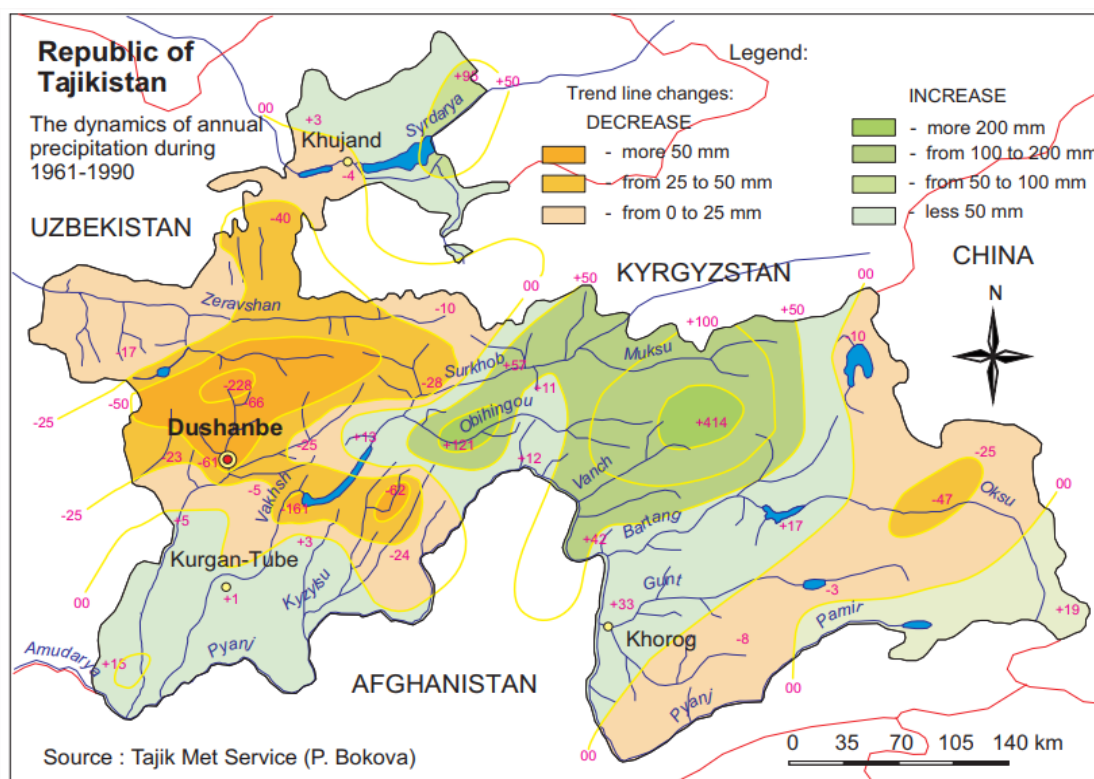 Republic of
Tajikistan
The dynamics of annual
precipitation during
1961-1990
Legend:
Trend line changes:
DECREASE
- more 50 mm
- from 25 to 50 mm
- from 0 to 25 mm
INCREASE
- more 200 mm
- from 100 to 200 mm
- from 50 to 100 mm
- less 50 mm
+95
+50
00
+3
Khujand
Syrdarya
-4
UZBEKISTAN
-40
KYRGYZSTAN
CHINA
N
Zeravshan
-10
00
+50
+100
+50
00
-17
-28
Surkhob
+57
Muksu
-10
-25
-50
-228
-66
+11
Dushanbe
+13
Obihingou
+121
+414
-23
-61
-25
+12
-25
-5
Vakhsh
-161
-62
Vanch
-47
Oksu
00
-25
+5
+3
-24
+42
Bartang
+17
Kurgan-Tube
+1
Kyzylsu
Gunt
-3
00
+33
Khorog
-8
Pamir
+19
Amudarya
+15
Pyanj
AFGHANISTAN
Pyanj
00
00
Source : Tajik Met Service (P. Bokova)
0 35 70 105 140 km